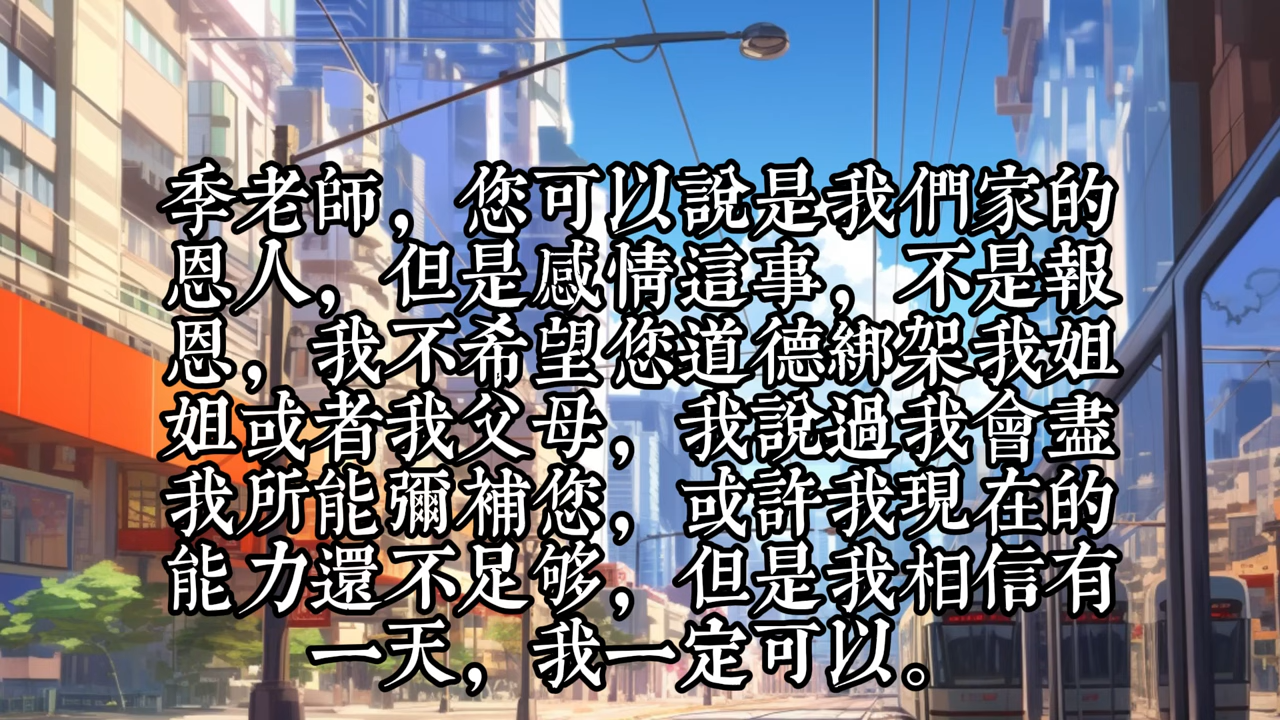 季老師，您可以說是我們家的
恩人，但是感情這事，不是報
恩，我不希望您道德綁架我姐
姐或者我父母，我說過我會盡
我所能彌補您，或許我現在的
能力還不足够，但是我相信有
一天，我一定可以。